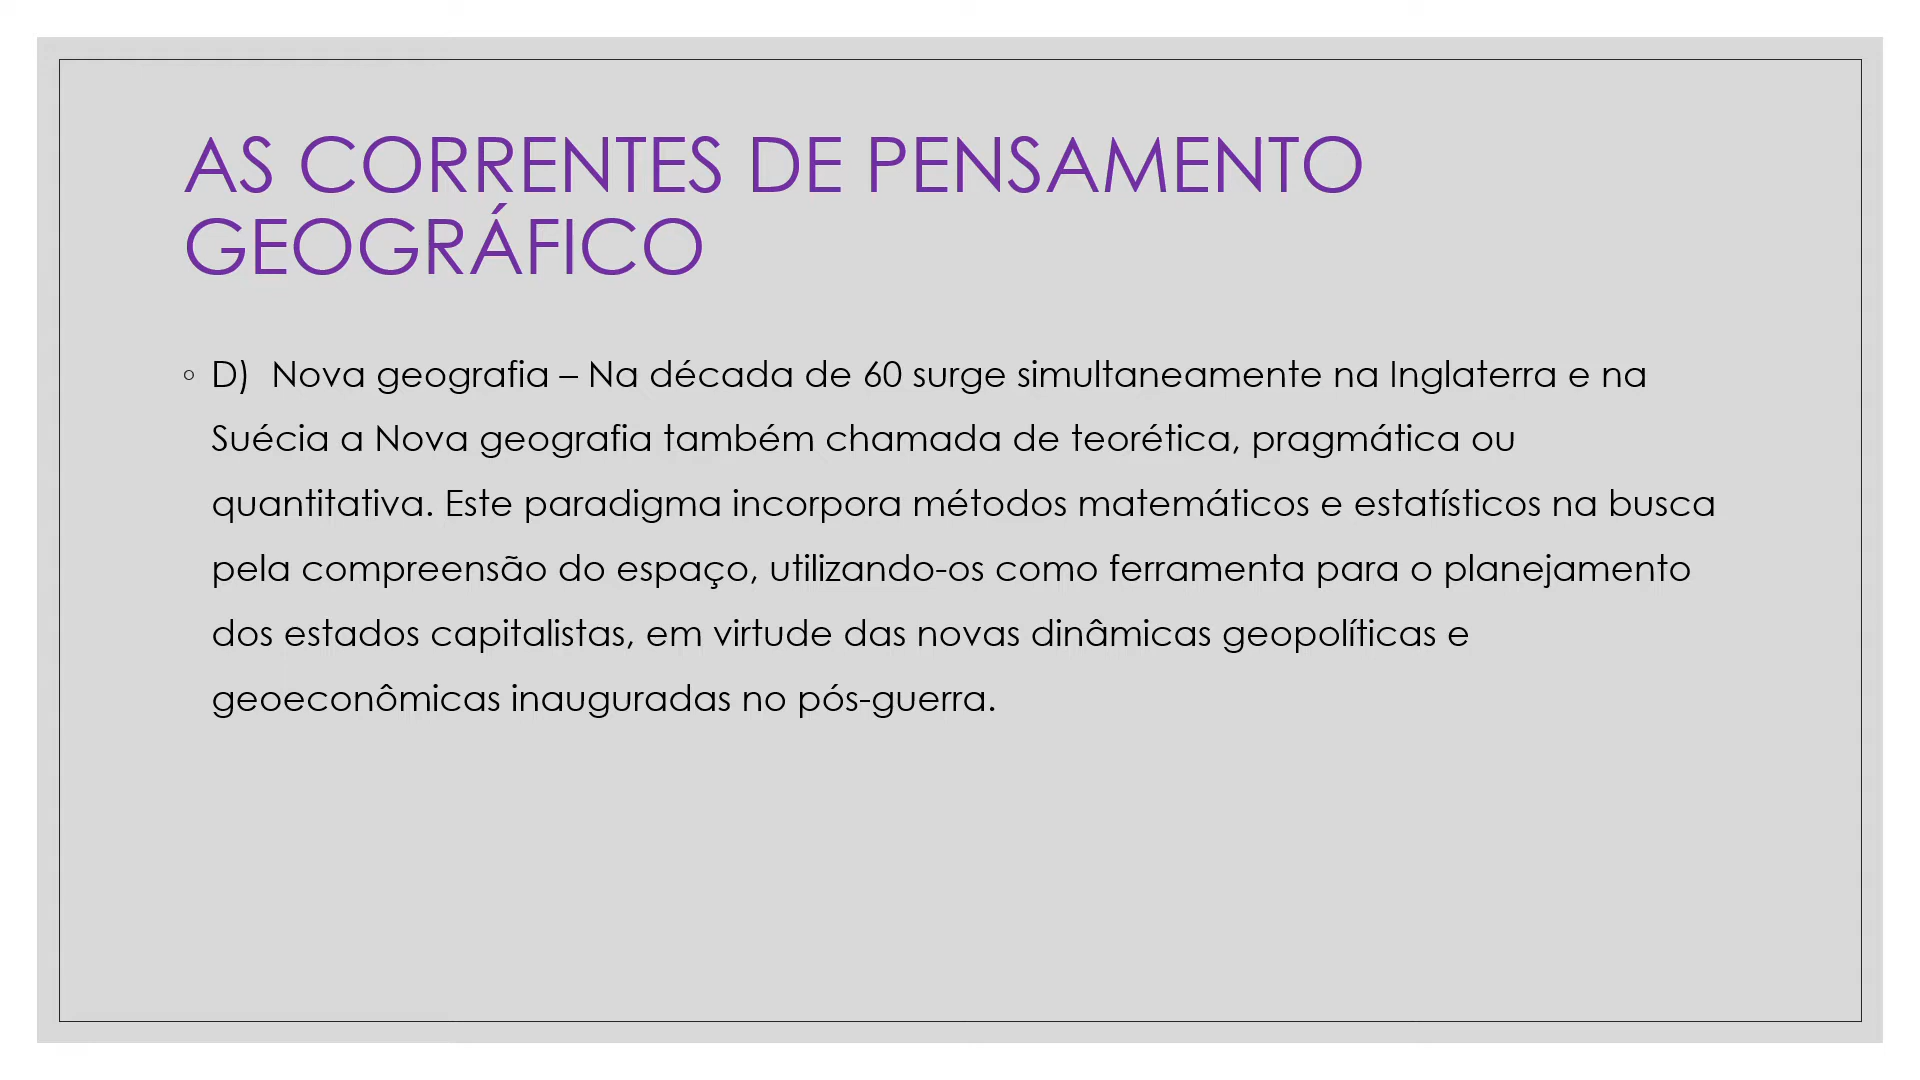 AS CORRENTES DE PENSAMENTO
GEOGRÁFICO
◦ D)  Nova geografia – Na década de 60 surge simultaneamente na Inglaterra e na
Suécia a Nova geografia também chamada de teorética, pragmática ou
quantitativa. Este paradigma incorpora métodos matemáticos e estatísticos na busca
pela compreensão do espaço, utilizando-os como ferramenta para o planejamento
dos estados capitalistas, em virtude das novas dinâmicas geopolíticas e
geoeconômicas inauguradas no pós-guerra.